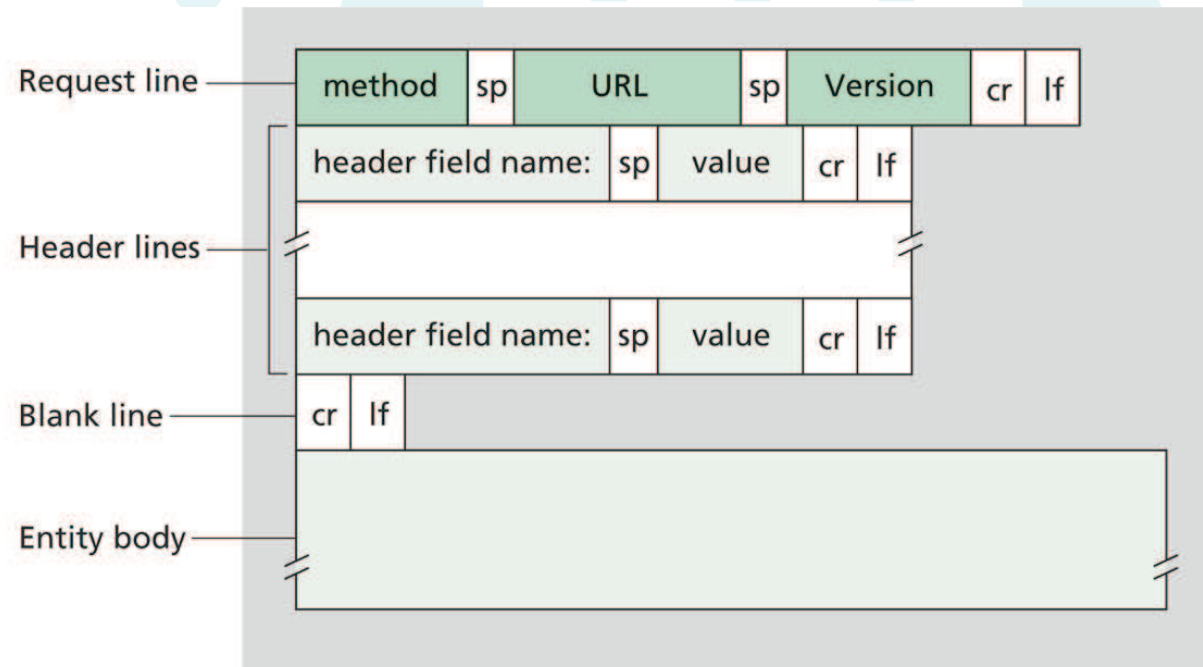 Request line method sp URL sp Version cr lf
header field name: sp value cr lf
Header lines
header field name: sp value cr lf
Blank line cr lf
Entity body